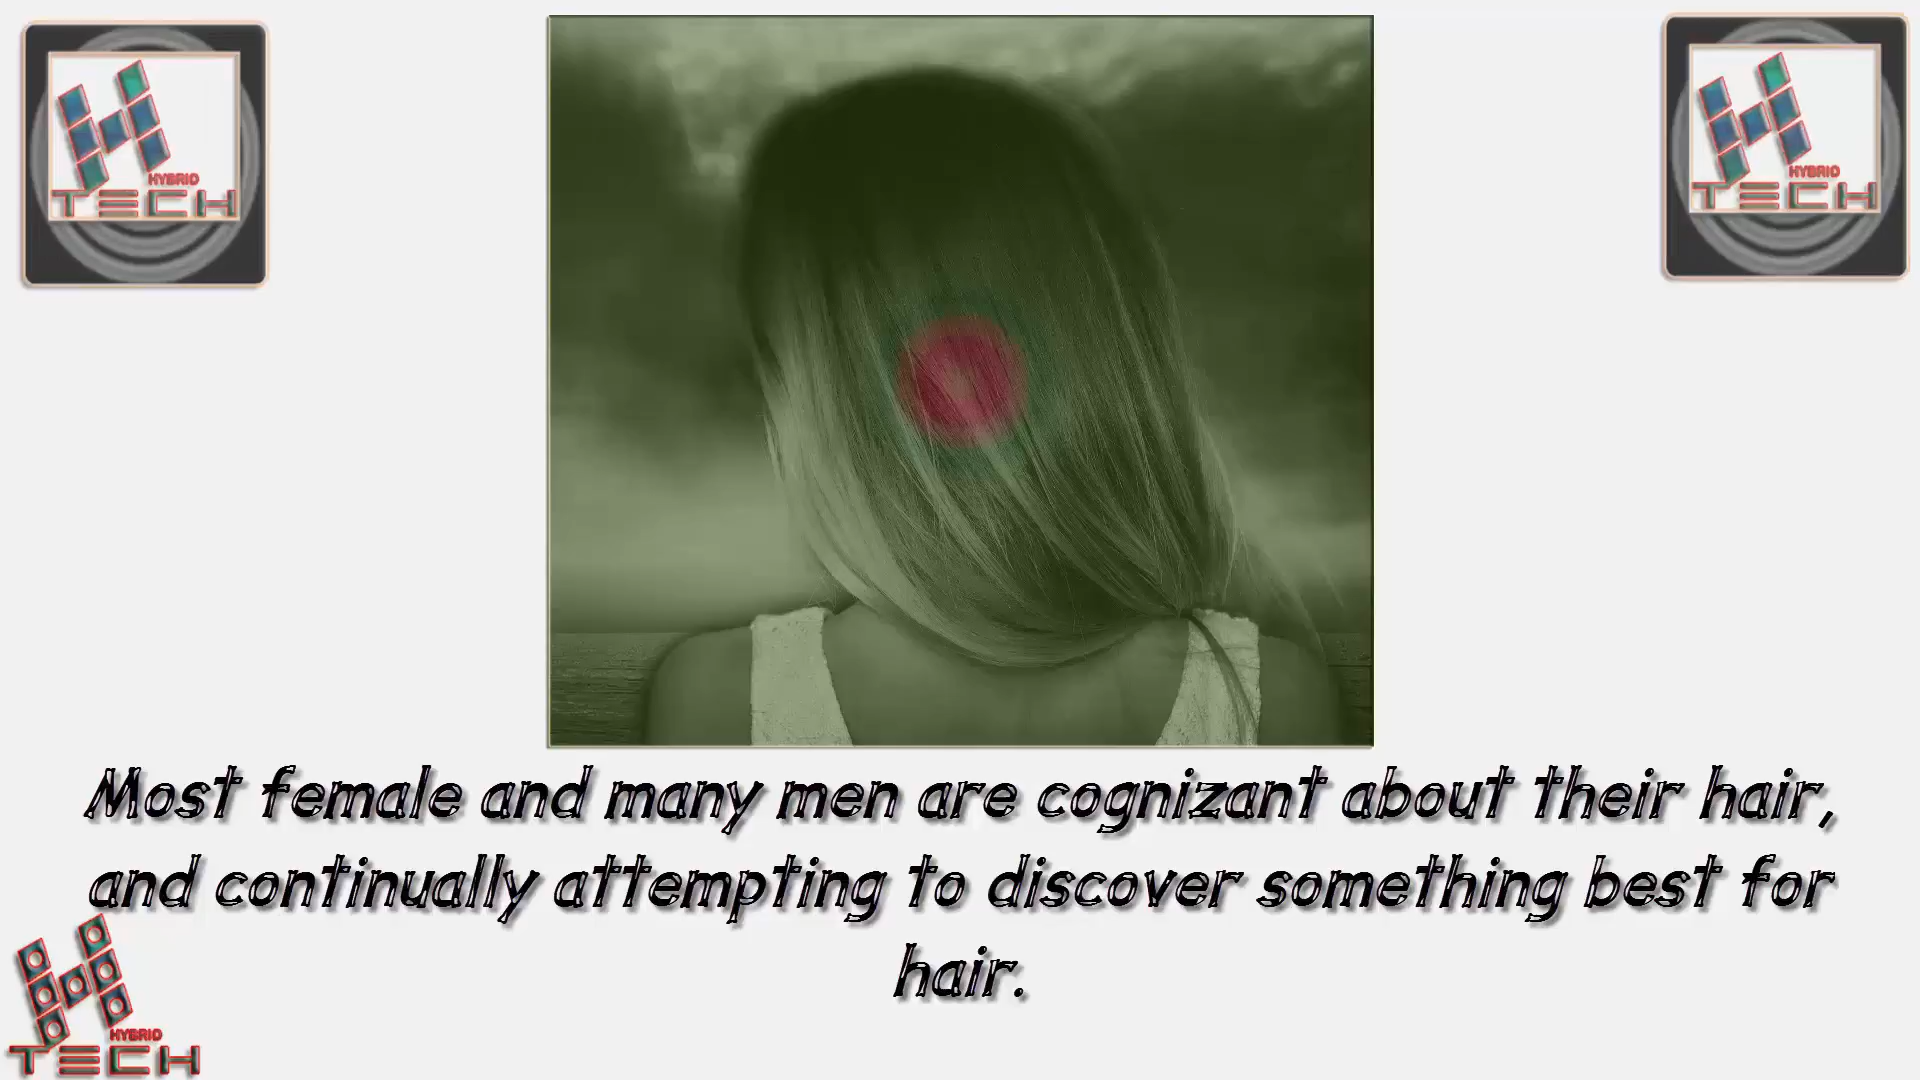 HYBRID
TECH
HYBRID
TECH
Most female and many men are cognizant about their hair,
and continually attempting to discover something best for
hair.
HYBRID
TECH